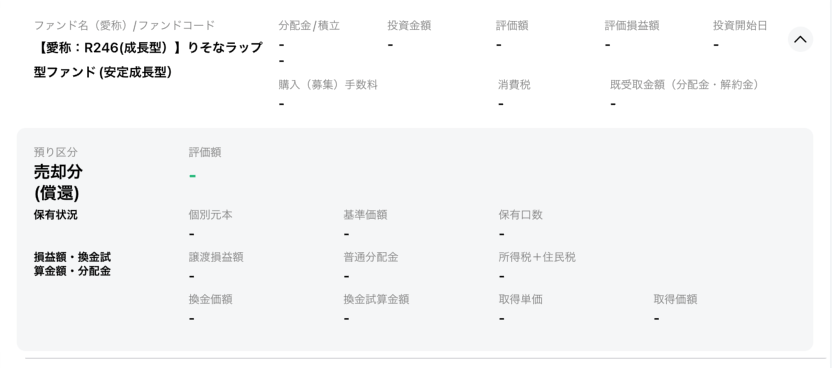 ファンド名（愛称）/ファンドコード 分配金/積立 投資金額 評価額 評価損益額 投資開始日
【愛称：R246(成長型）】りそなラップ - - - - -
型ファンド(安定成長型) -
購入（募集）手数料 消費税 既受取金額（分配金・解約金）
- - -
預り区分 評価額
売却分 -
(償還)
保有状況 個別元本 基準価額 保有口数
- - -
損益額・換金試 譲渡損益額 普通分配金 所得税＋住民税
算金額・分配金 - - -
換金価額 換金試算金額 取得単価 取得価額
- - - -